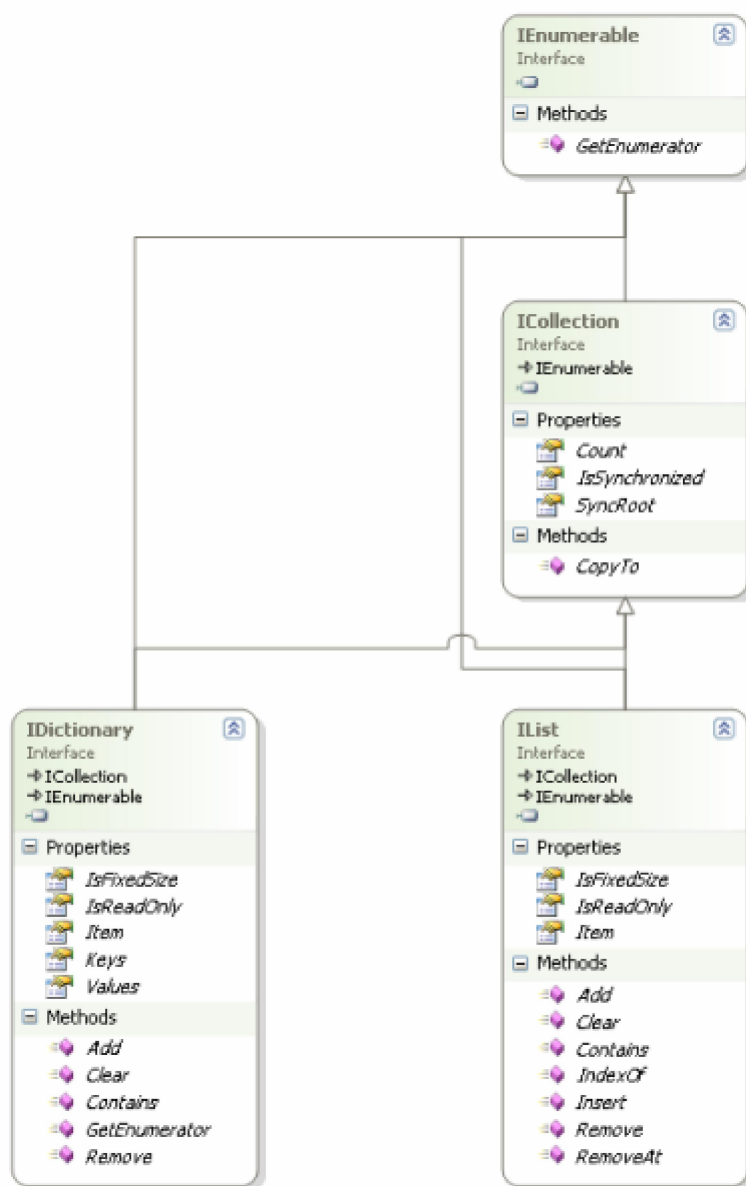 IEnumerable
Interface
Methods
GetEnumerator
ICollection
Interface
IEnumerable
Properties
Count
IsSynchronized
SyncRoot
Methods
CopyTo
IDictionary
Interface
ICollection
IEnumerable
Properties
IsFixedSize
IsReadOnly
Item
Keys
Values
Methods
Add
Clear
Contains
GetEnumerator
Remove
IList
Interface
ICollection
IEnumerable
Properties
IsFixedSize
IsReadOnly
Item
Methods
Add
Clear
Contains
IndexOf
Insert
Remove
RemoveAt